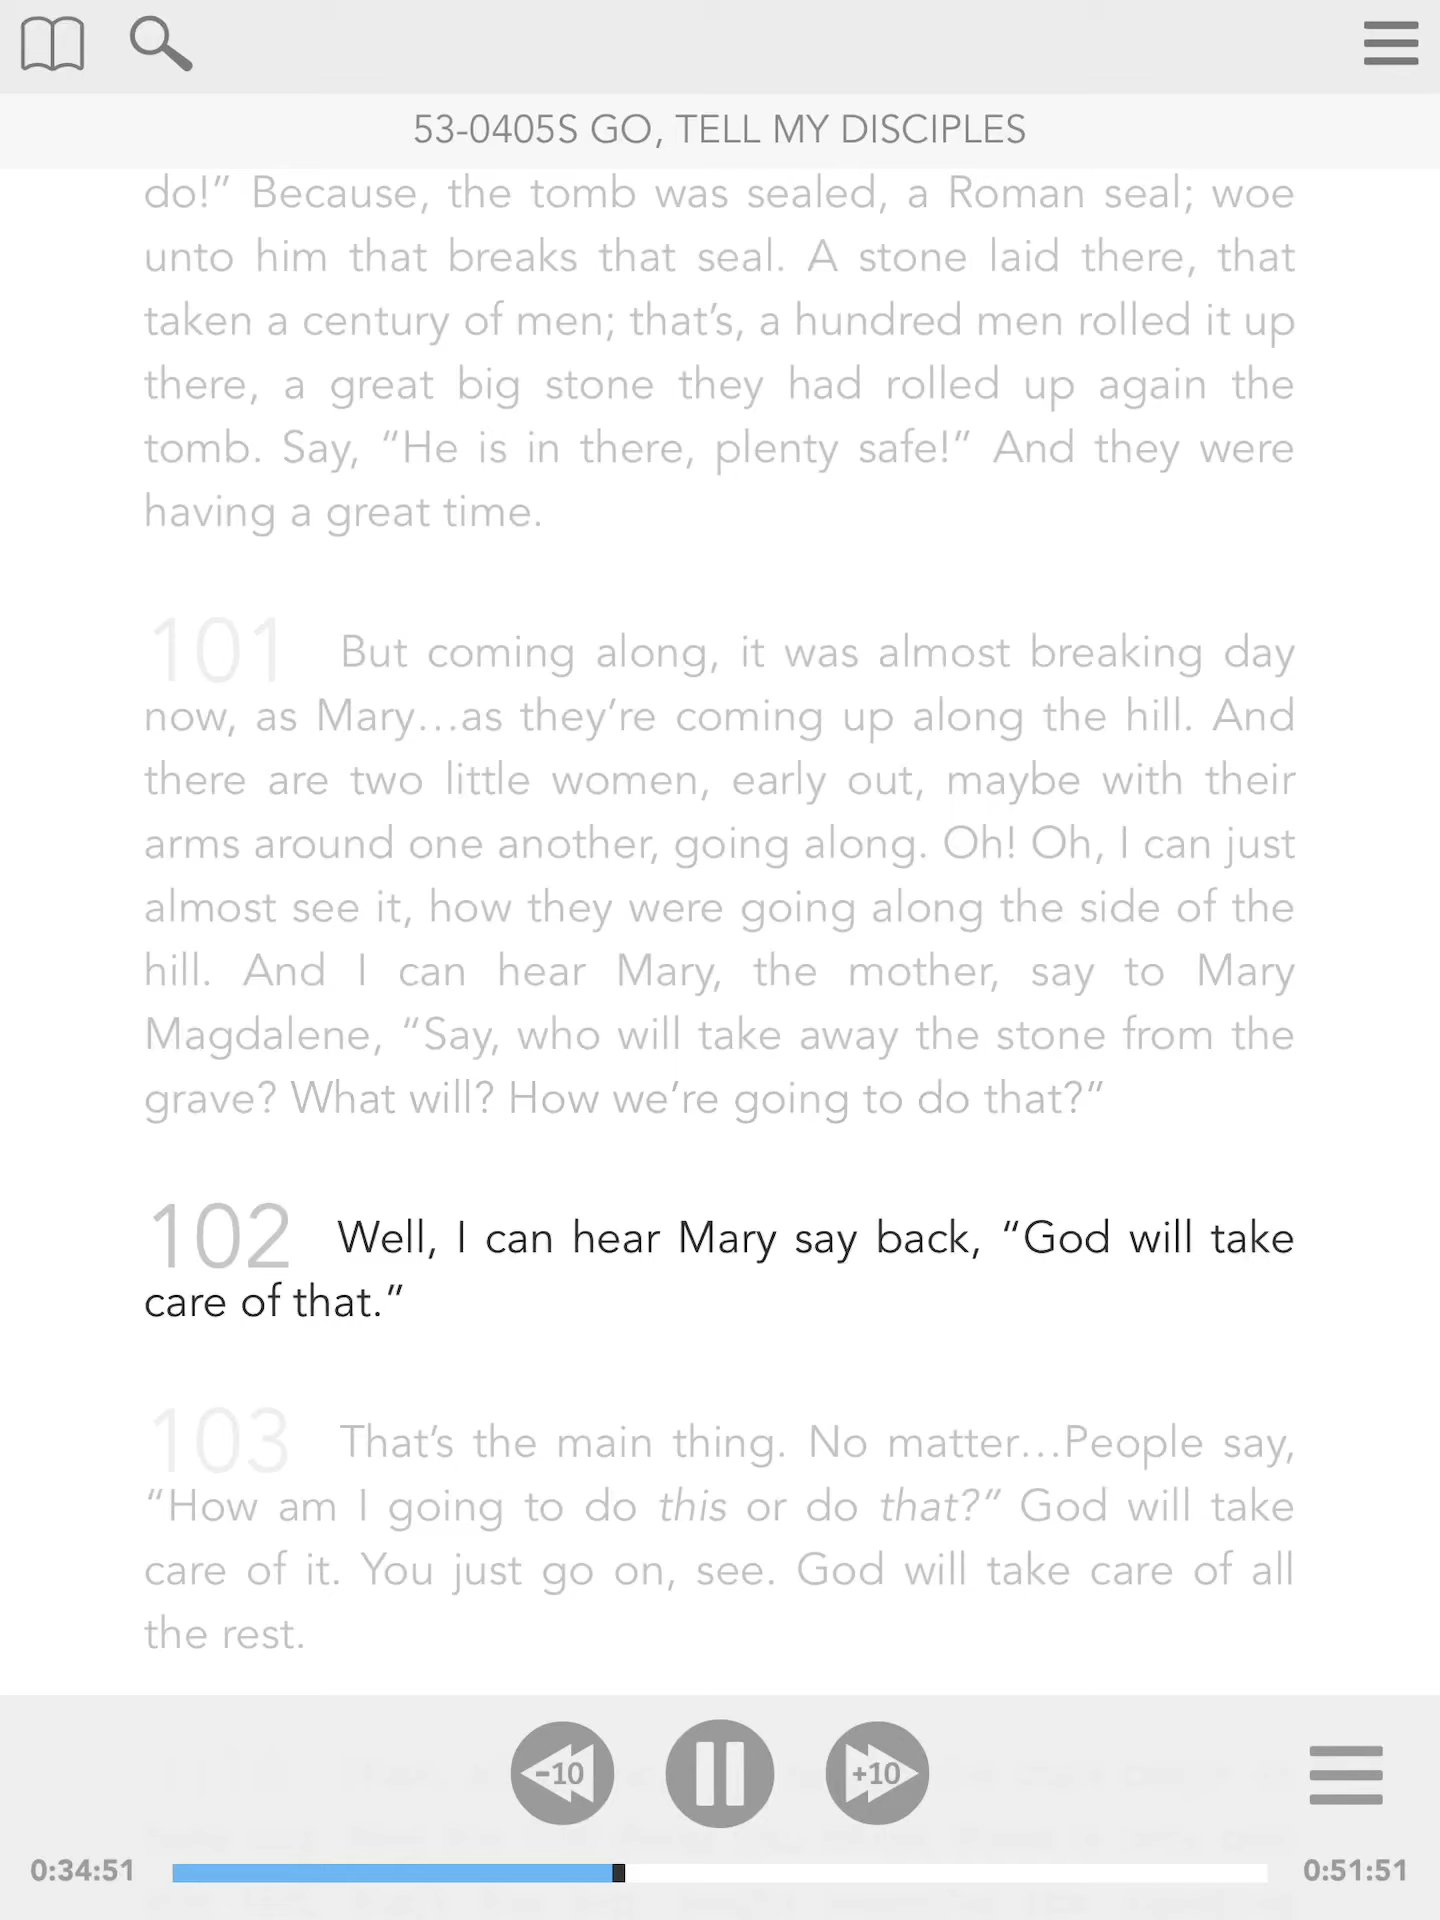 53-0405S GO, TELL MY DISCIPLES
do!” Because, the tomb was sealed, a Roman seal; woe
unto him that breaks that seal. A stone laid there, that
taken a century of men; that’s, a hundred men rolled it up
there, a great big stone they had rolled up again the
tomb. Say, “He is in there, plenty safe!” And they were
having a great time.
101 But coming along, it was almost breaking day
now, as Mary…as they’re coming up along the hill. And
there are two little women, early out, maybe with their
arms around one another, going along. Oh! Oh, I can just
almost see it, how they were going along the side of the
hill. And I can hear Mary, the mother, say to Mary
Magdalene, “Say, who will take away the stone from the
grave? What will? How we’re going to do that?”
102 Well, I can hear Mary say back, “God will take
care of that.”
103 That’s the main thing. No matter…People say,
“How am I going to do this or do that?” God will take
care of it. You just go on, see. God will take care of all
the rest.
-10 +10
0:34:51 0:51:51